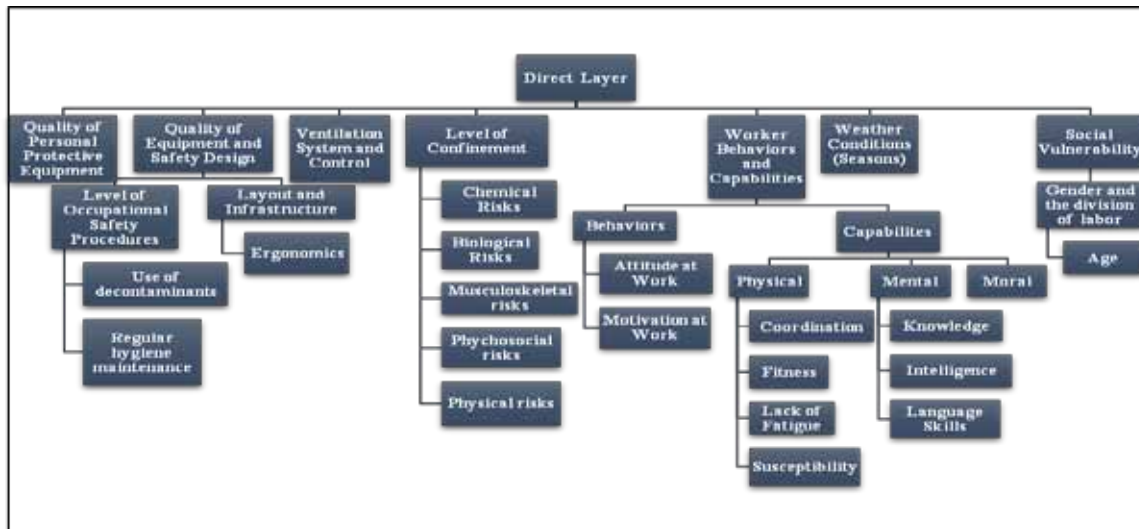 Direct Layer
Quality of
Personal
Protective
Equipment
Quality of
Equipment and
Safety Design
Ventilation
System and
Control
Level of
Confinement
Worker
Behaviors
and
Capabilities
Weather
Conditions
(Seasons)
Social
Vulnerability
Level of
Occupational
Safety
Procedures
Layout and
Infrastructure
Use of
decontaminants
Regular
hygiene
maintenance
Ergonomics
Chemical
Risks
Biological
Risks
Musculoskeletal
risks
Phychosocial
risks
Physical risks
Behaviors
Attitude at
Work
Motivation at
Work
Capabilites
Physical
Coordination
Fitness
Lack of
Fatigue
Susceptibility
Mental
Knowledge
Intelligence
Language
Skills
Moral
Gender and
the division
of labor
Age